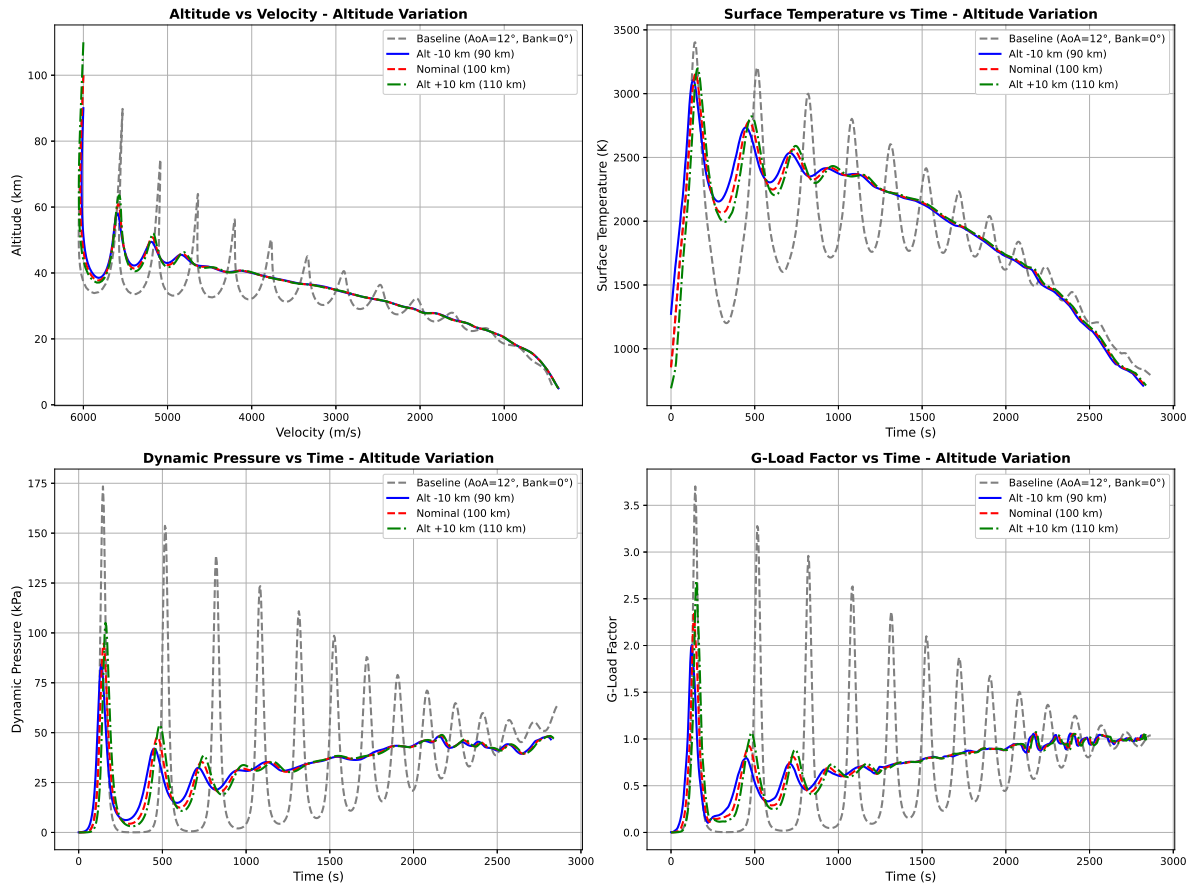 Altitude vs Velocity - Altitude Variation
Baseline (AoA=12°, Bank=0°)
Alt -10 km (90 km)
Nominal (100 km)
Alt +10 km (110 km)
Altitude (km)
100
80
60
40
20
0
6000 5000 4000 3000 2000 1000
Velocity (m/s)
Surface Temperature vs Time - Altitude Variation
Baseline (AoA=12°, Bank=0°)
Alt -10 km (90 km)
Nominal (100 km)
Alt +10 km (110 km)
Surface Temperature (K)
3500
3000
2500
2000
1500
1000
0 500 1000 1500 2000 2500 3000
Time (s)
Dynamic Pressure vs Time - Altitude Variation
Baseline (AoA=12°, Bank=0°)
Alt -10 km (90 km)
Nominal (100 km)
Alt +10 km (110 km)
Dynamic Pressure (kPa)
175
150
125
100
75
50
25
0
0 500 1000 1500 2000 2500 3000
Time (s)
G-Load Factor vs Time - Altitude Variation
Baseline (AoA=12°, Bank=0°)
Alt -10 km (90 km)
Nominal (100 km)
Alt +10 km (110 km)
G-Load Factor
3.5
3.0
2.5
2.0
1.5
1.0
0.5
0.0
0 500 1000 1500 2000 2500 3000
Time (s)